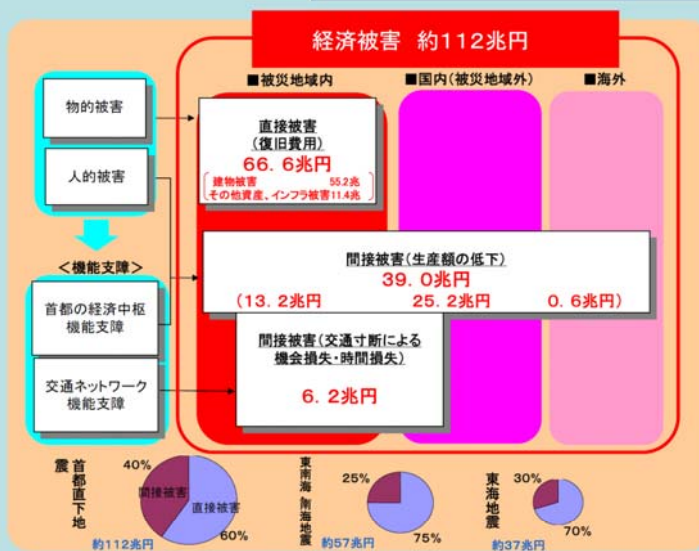 経済被害 約112兆円
■被災地域内
■国内(被災地域外)
■海外
物的被害
人的被害
直接被害
(復旧費用)
66.6兆円
建物被害 55.2兆
その他資産、インフラ被害11.4兆
<機能支障>
首都の経済中枢
機能支障
交通ネットワーク
機能支障
間接被害(生産額の低下)
39.0兆円
(13.2兆円 25.2兆円 0.6兆円)
間接被害(交通寸断による
機会損失・時間損失)
6.2兆円
首都直下地震
40%
間接被害
直接被害
60%
約112兆円
東南海・南海地震
25%
75%
約57兆円
東海地震
30%
70%
約37兆円